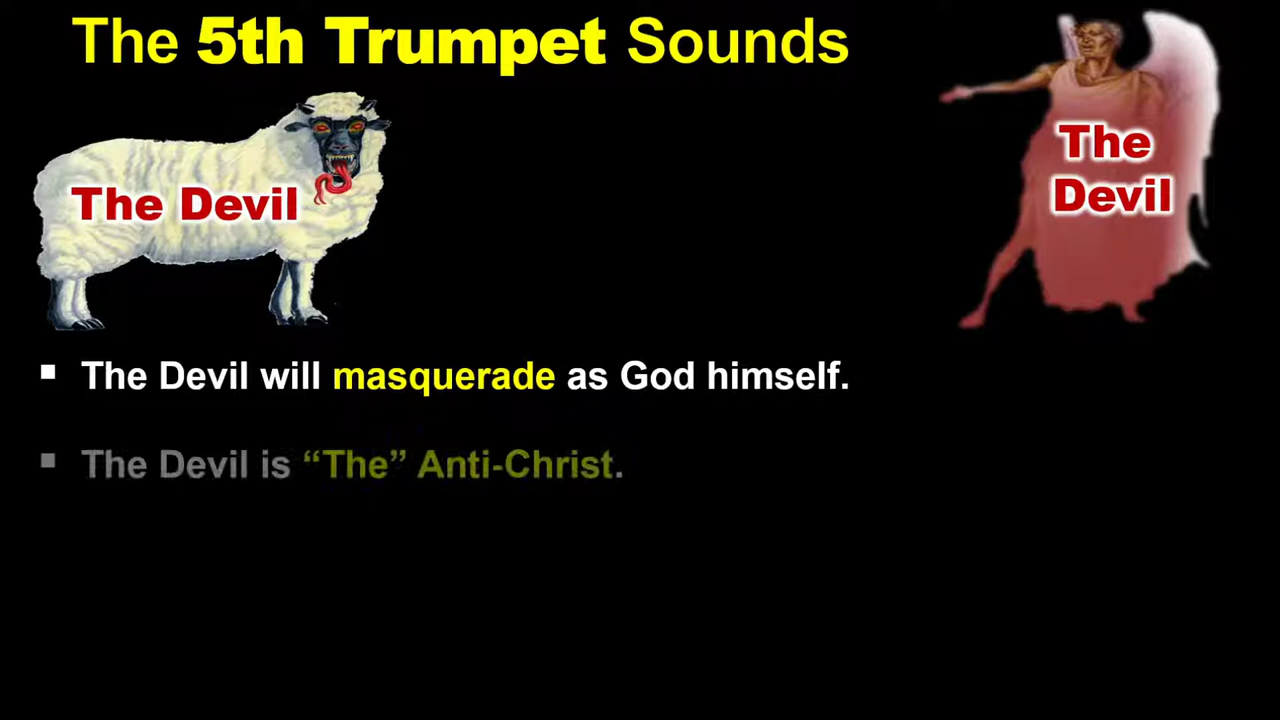 The 5th Trumpet Sounds
The Devil
The
Devil
▪ The Devil will masquerade as God himself.
▪ The Devil is “The” Anti-Christ.